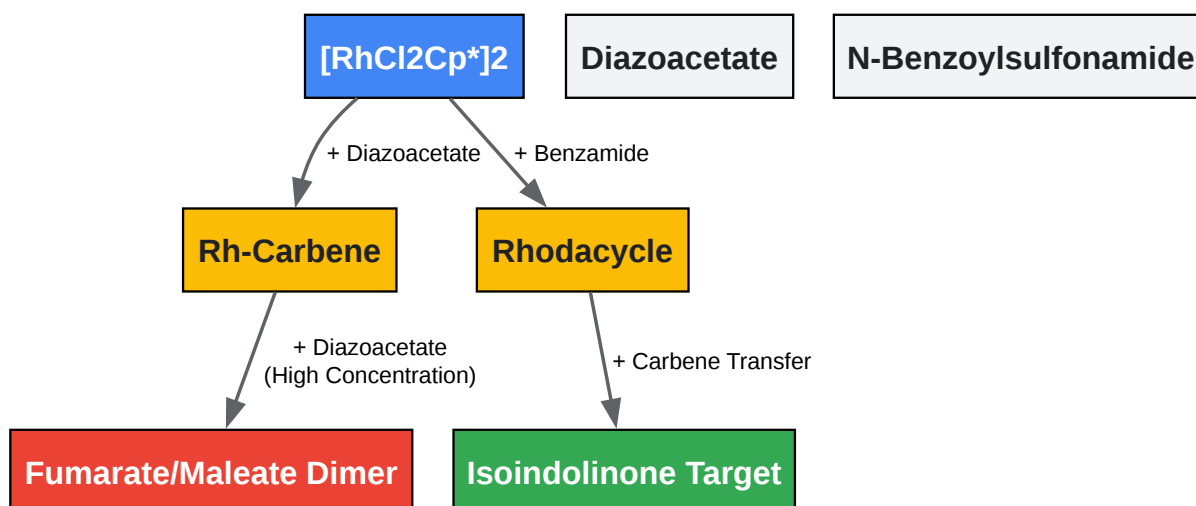 [RhCl2Cp*]2
Diazoacetate
N-Benzoylsulfonamide
+ Diazoacetate
+ Benzamide
Rh-Carbene
Rhodacycle
+ Diazoacetate
(High Concentration)
+ Carbene Transfer
Fumarate/Maleate Dimer
Isoindolinone Target